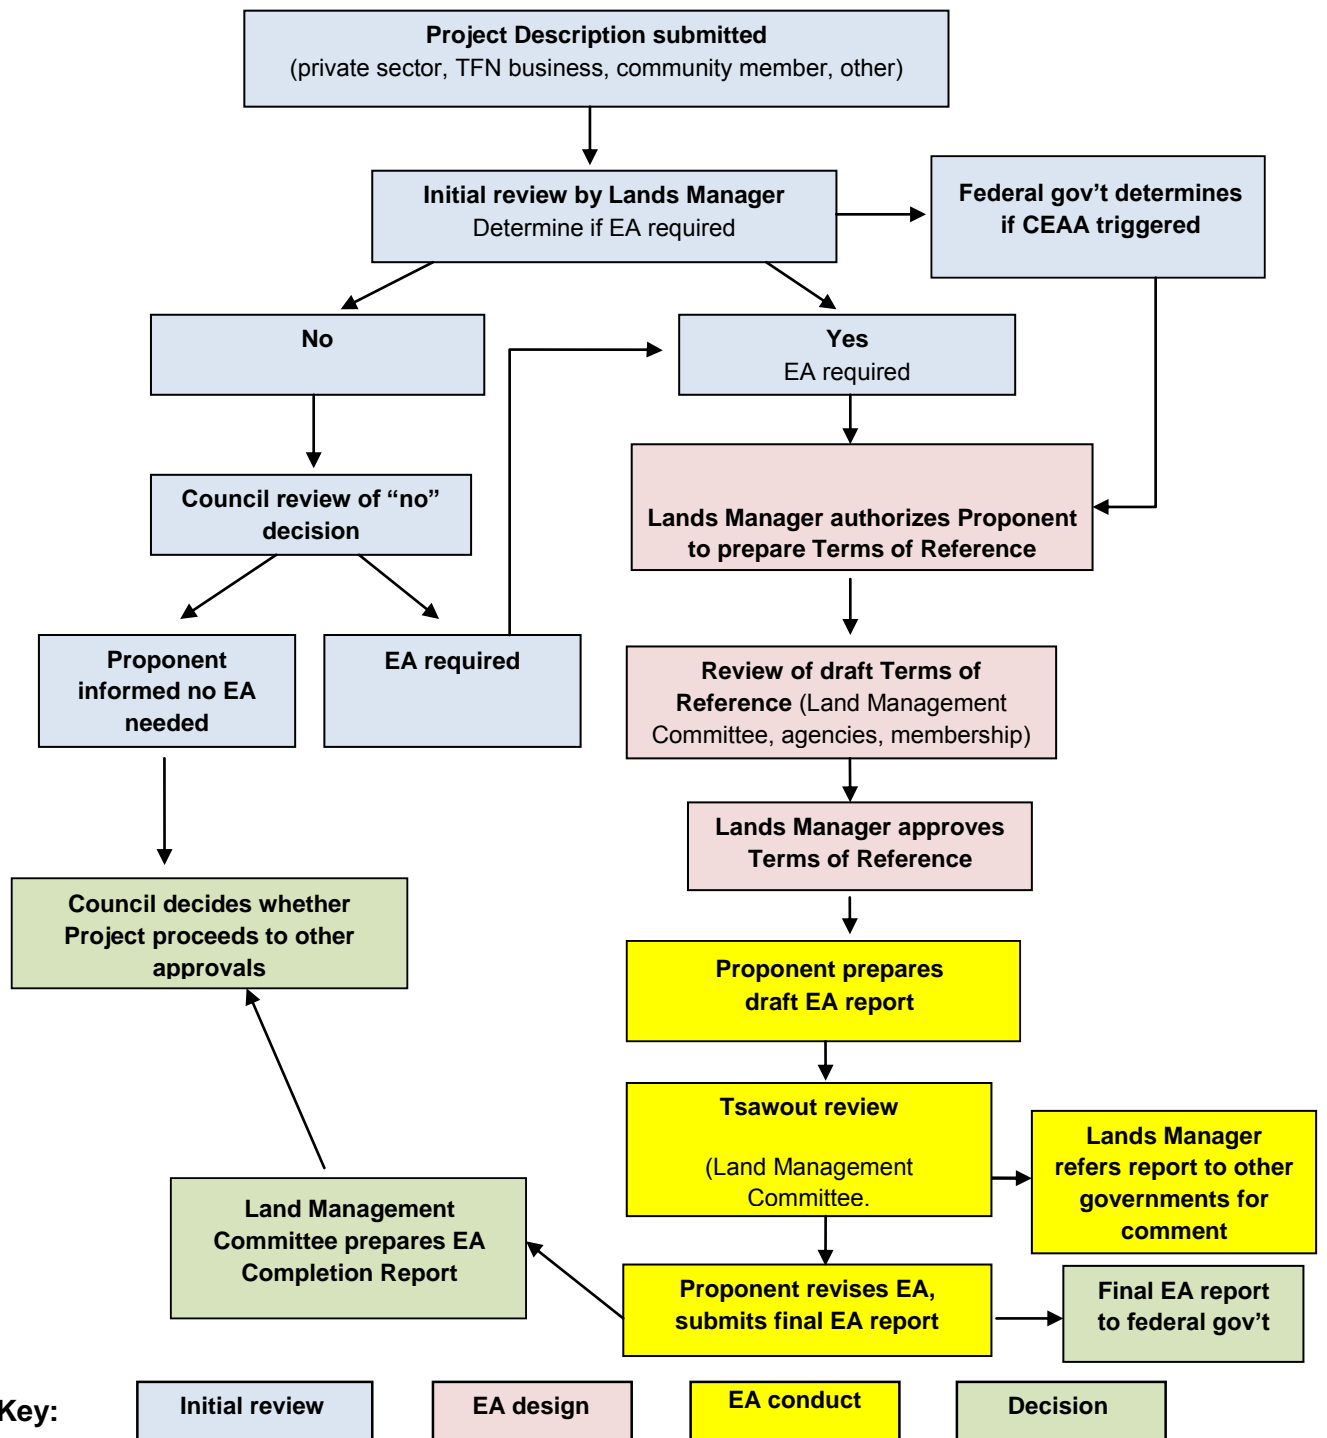 Project Description submitted
(private sector, TFN business, community member, other)
Initial review by Lands Manager
Determine if EA required
Federal gov’t determines
if CEAA triggered
No
Yes
EA required
Council review of “no”
decision
Lands Manager authorizes Proponent
to prepare Terms of Reference
Proponent
informed no EA
needed
EA required
Review of draft Terms of
Reference (Land Management
Committee, agencies, membership)
Lands Manager approves
Terms of Reference
Council decides whether
Project proceeds to other
approvals
Proponent prepares
draft EA report
Tsawout review
(Land Management
Committee.
Lands Manager
refers report to other
governments for
comment
Land Management
Committee prepares EA
Completion Report
Proponent revises EA,
submits final EA report
Final EA report
to federal gov’t
Key:
Initial review
EA design
EA conduct
Decision